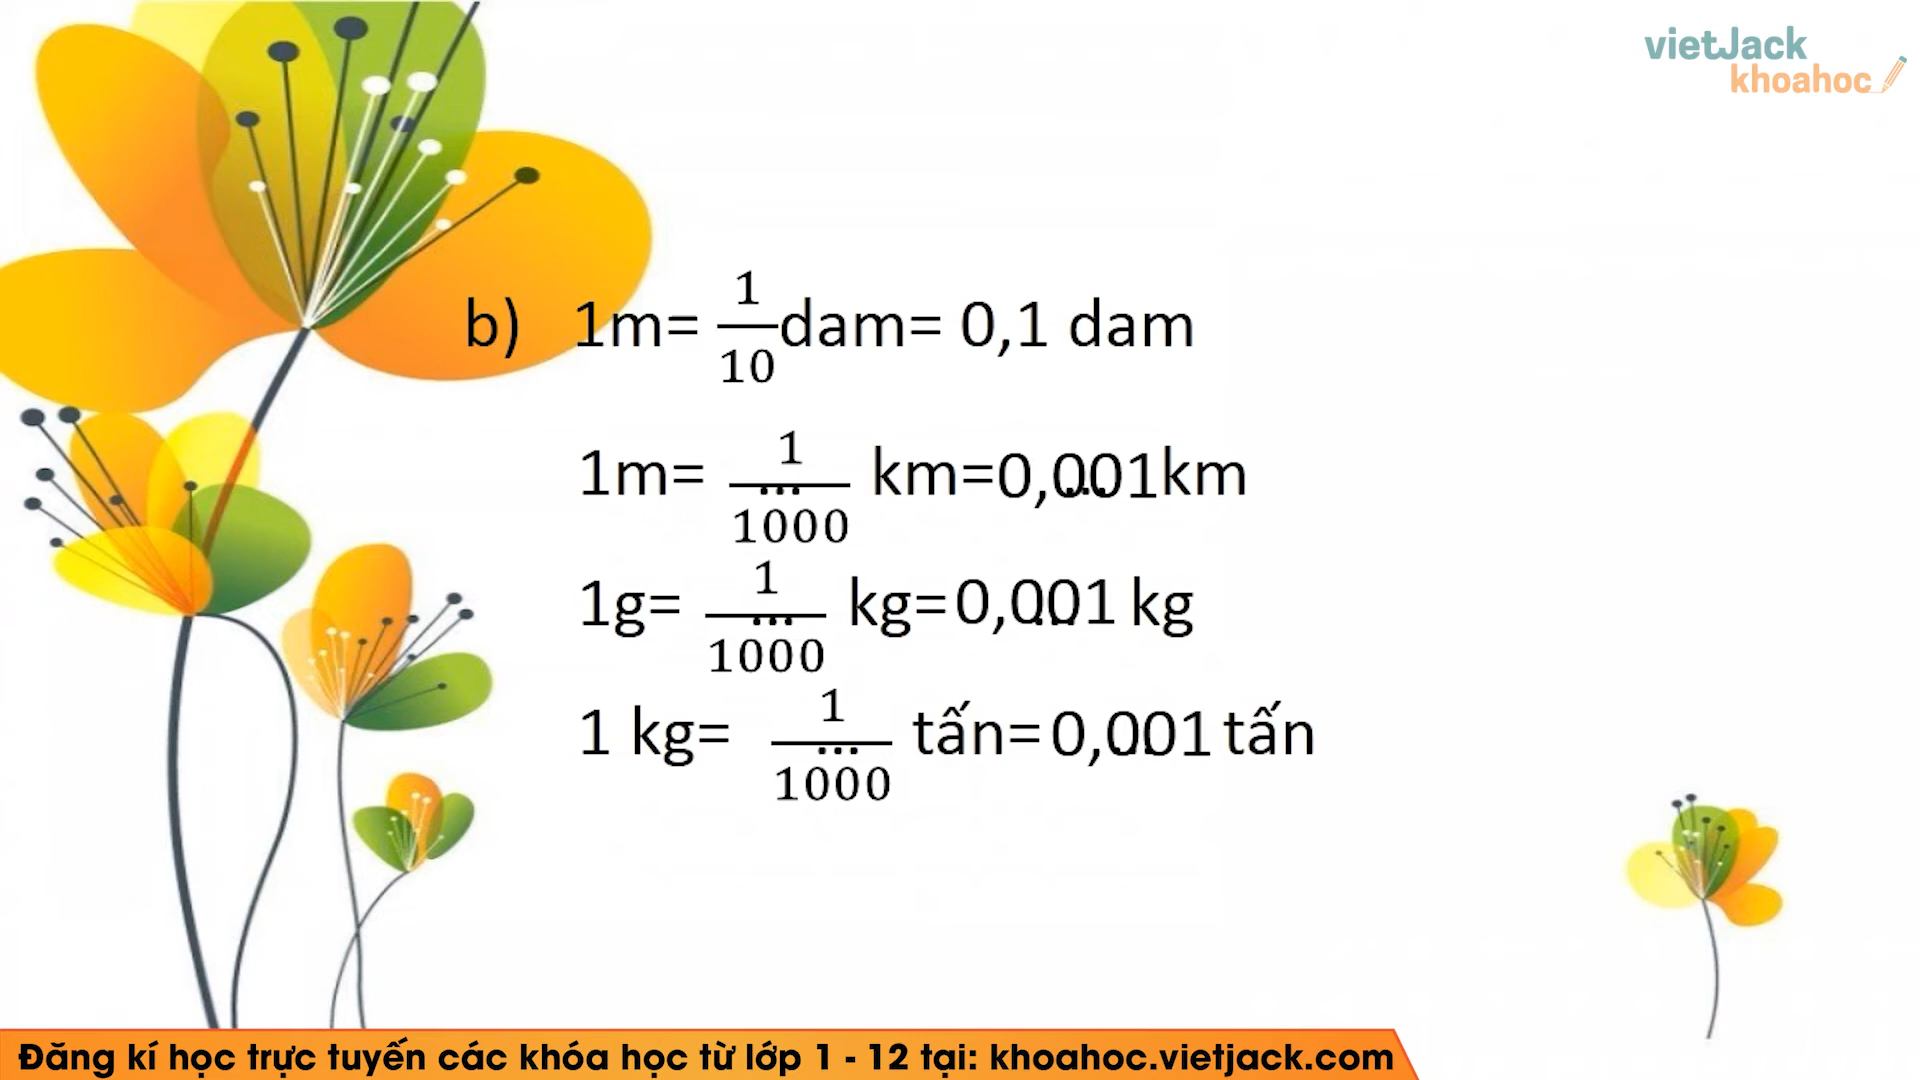 vietJack
khoahoc
b) 1m= 1/10 dam= 0,1 dam
1m= 1/1000 km=0,001km
1g= 1/1000 kg=0,001 kg
1 kg= 1/1000 tấn=0,001 tấn
Đăng kí học trực tuyến các khóa học từ lớp 1 - 12 tại: khoahoc.vietjack.com